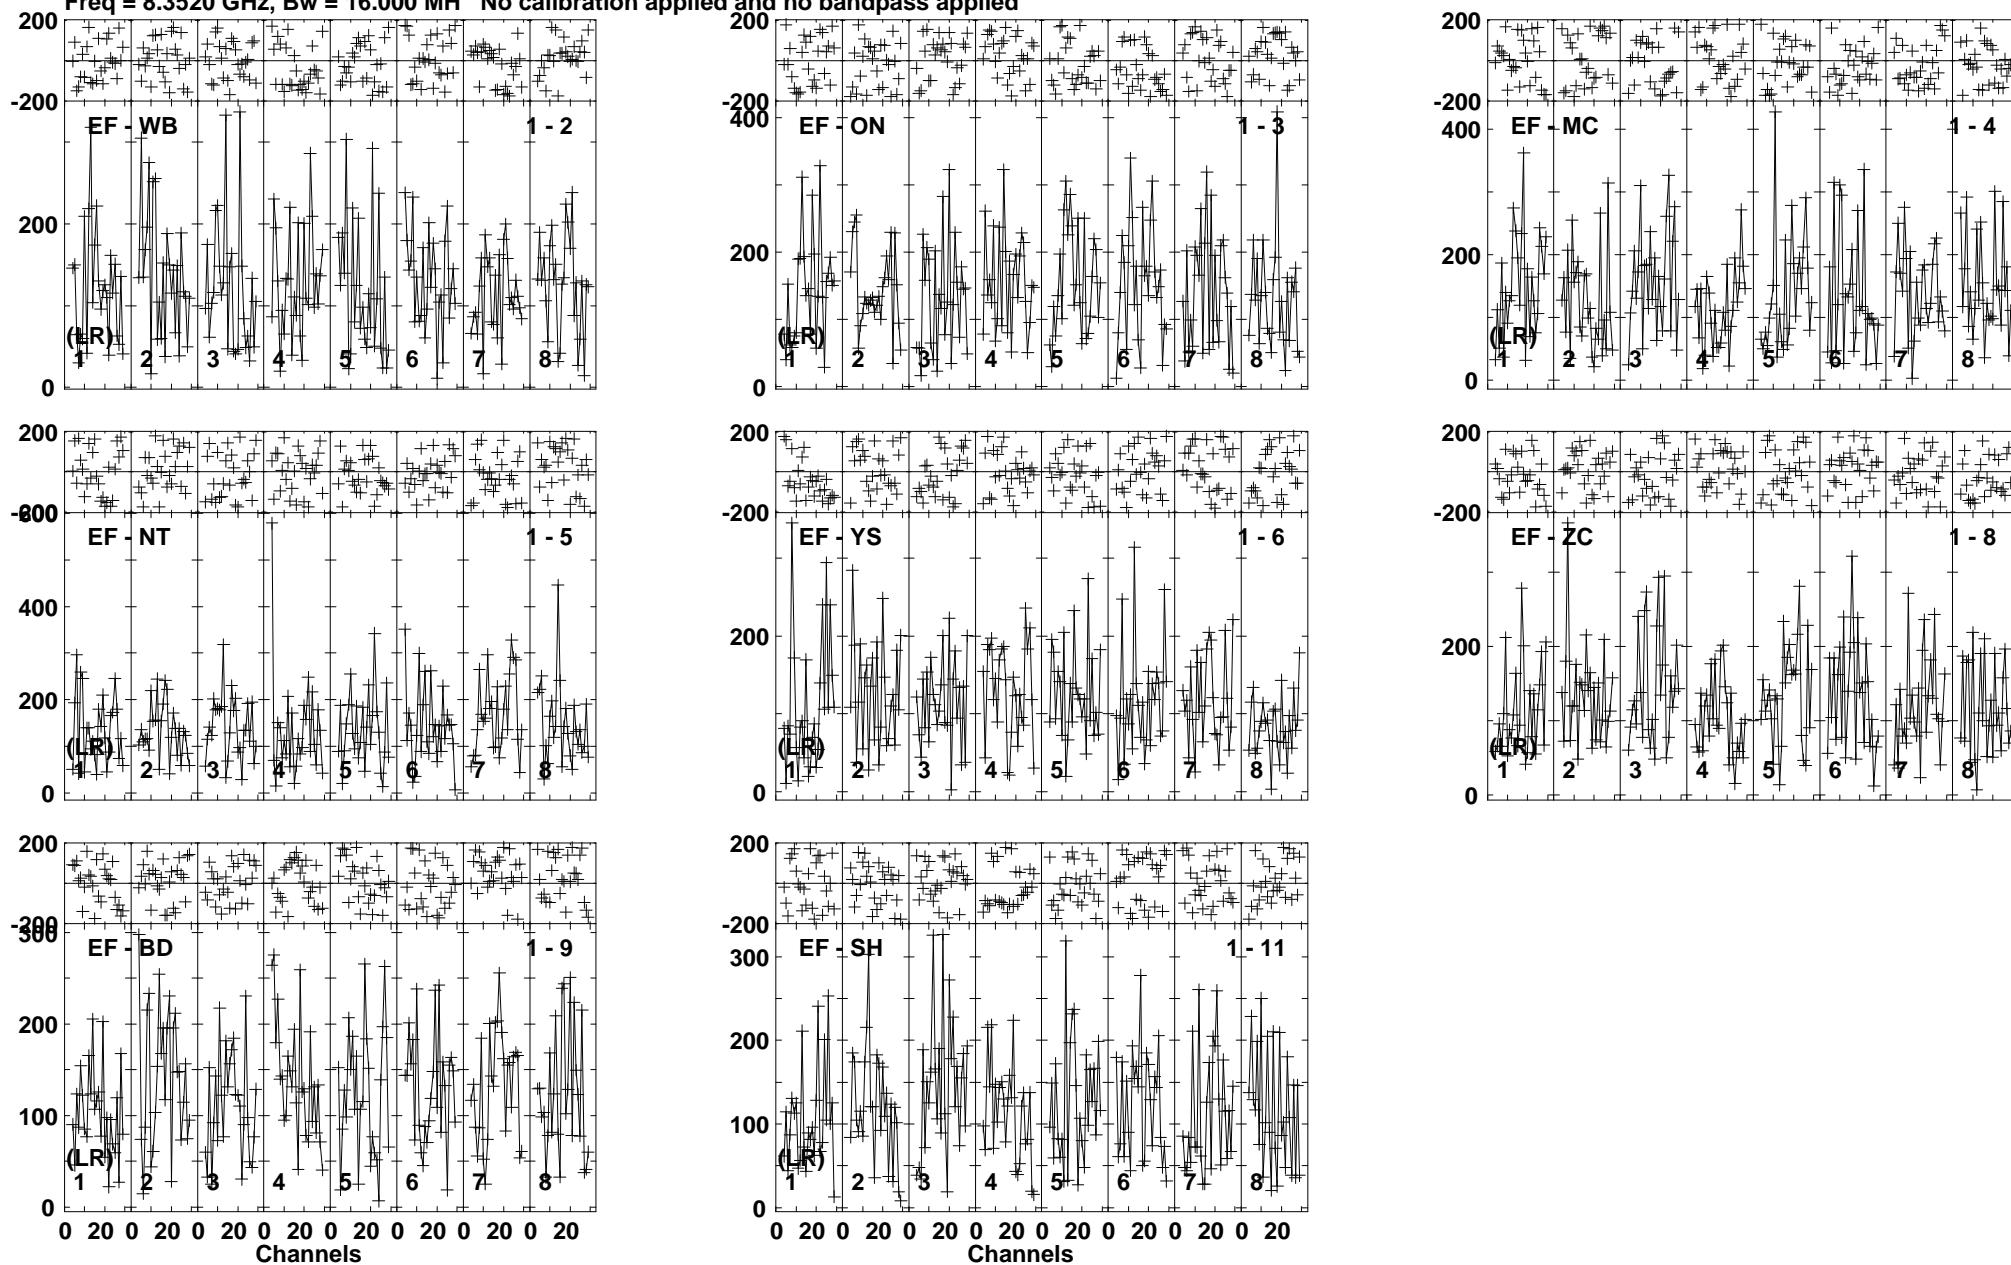 Freq = 8.3520 GHz, Bw = 16.000 MH No calibration applied and no bandpass applied
200 200 200
-200 -200 -200
EF - WB 1 - 2 400 EF - ON 1 - 3 400 EF - MC 1 - 4
200 200 200
(LR) (LR) (LR)
1 2 3 4 5 6 7 8 1 2 3 4 5 6 7 8 1 2 3 4 5 6 7 8
0 0 0
200 200 200
-200 -200 -200
600
EF - NT 1 - 5 EF - YS 1 - 6 EF - ZC 1 - 8
400
200 200 200
(LR) (LR) (LR)
1 2 3 4 5 6 7 8 1 2 3 4 5 6 7 8 1 2 3 4 5 6 7 8
0 0 0
200 200
-200 -200
300 EF - BD 1 - 9 300 EF - SH 1 - 11
200 200
100 100
(LR) (LR)
1 2 3 4 5 6 7 8 1 2 3 4 5 6 7 8
0 0
0 20 0 20 0 20 0 20 0 20 0 20 0 20 0 20 0 20 0 20 0 20 0 20 0 20 0 20 0 20 0 20
Channels Channels